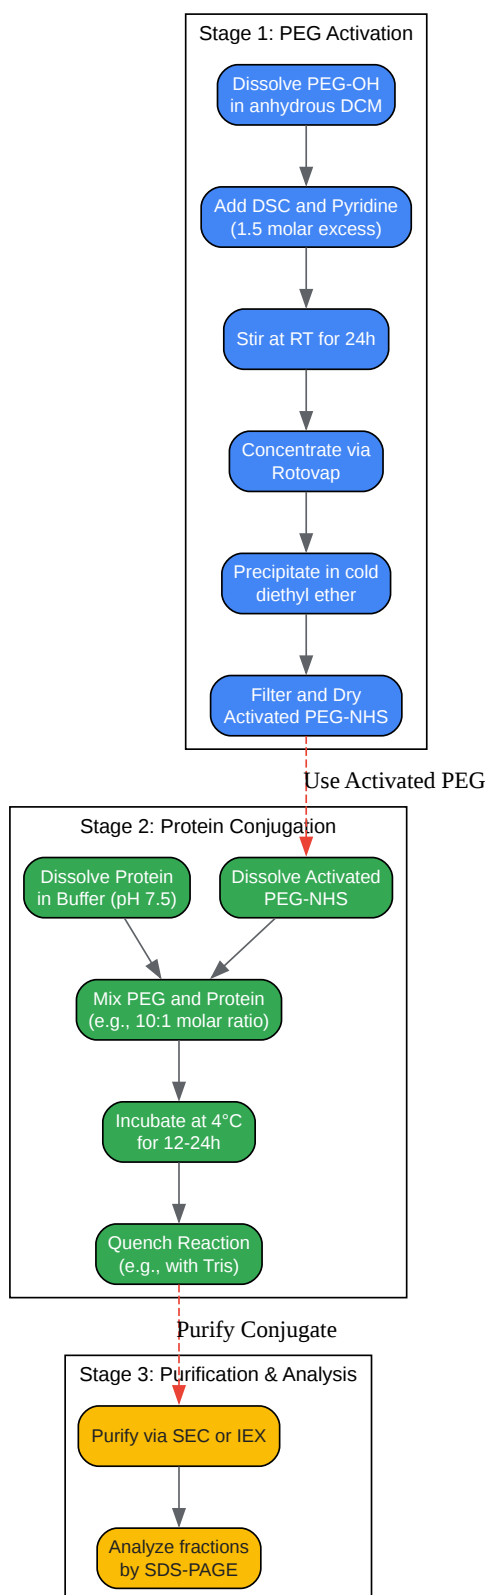 Stage 1: PEG Activation
Dissolve PEG-OH
in anhydrous DCM
Add DSC and Pyridine
(1.5 molar excess)
Stir at RT for 24h
Concentrate via
Rotovap
Precipitate in cold
diethyl ether
Filter and Dry
Activated PEG-NHS
Use Activated PEG
Stage 2: Protein Conjugation
Dissolve Protein
in Buffer (pH 7.5)
Dissolve Activated
PEG-NHS
Mix PEG and Protein
(e.g., 10:1 molar ratio)
Incubate at 4°C
for 12-24h
Quench Reaction
(e.g., with Tris)
Purify Conjugate
Stage 3: Purification & Analysis
Purify via SEC or IEX
Analyze fractions
by SDS-PAGE